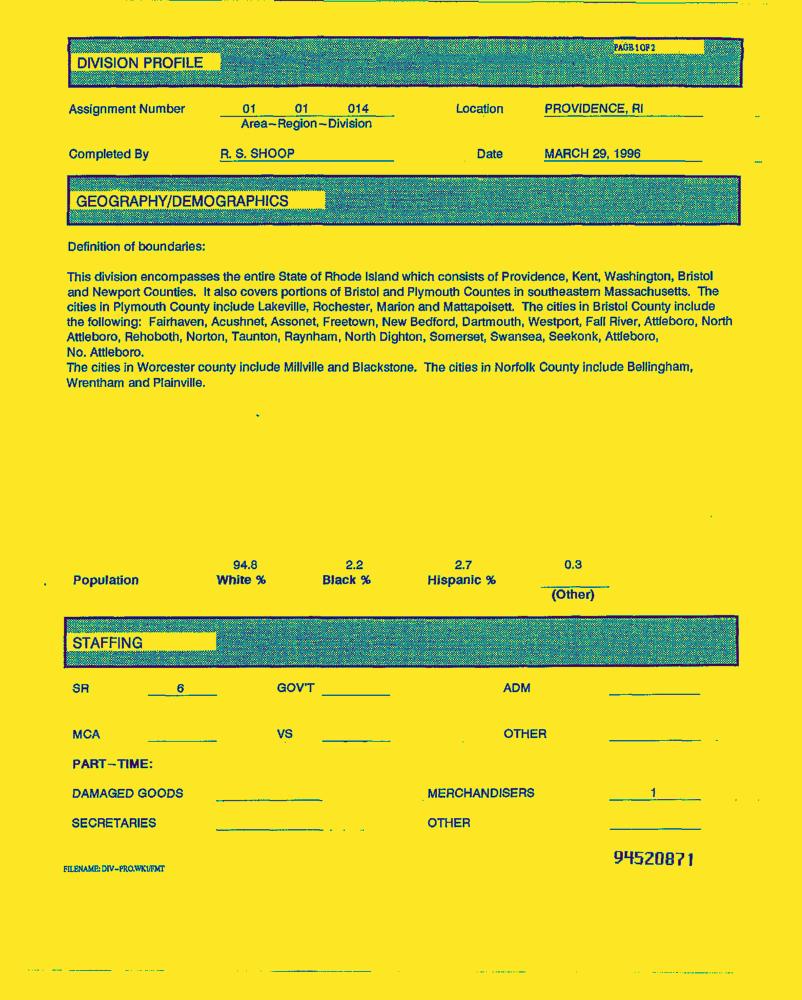 PAGE 1 OF 2
DIVISION PROFILE
Assignment Number 01 01 014 Location PROVIDENCE, RI
Area-Region-Division
Completed By R. S. SHOOP Date MARCH 29, 1996
GEOGRAPHY/DEMOGRAPHICS
Definition of boundaries:
This division encompasses the entire State of Rhode Island which consists of Providence, Kent, Washington, Bristol
and Newport Counties. It also covers portions of Bristol and Plymouth Countes in southeastern Massachusetts. The
cities in Plymouth County include Lakeville, Rochester, Marion and Mattapoisett. The cities in Bristol County include
the following: Fairhaven, Acushnet, Assonet, Freetown, New Bedford, Dartmouth, Westport, Fall River, Attleboro, North
Attleboro, Rehoboth, Norton, Taunton, Raynham, North Dighton, Somerset, Swansea, Seekonk, Attleboro,
No. Attleboro.
The cities in Worcester county include Millville and Blackstone. The cities in Norfolk County include Bellingham,
Wrentham and Plainville.
94.8 2.2 2.7 0.3
Population White % Black % Hispanic %
(Other)
STAFFING
SR 6 GOV'T ADM
MCA VS OTHER
PART-TIME:
DAMAGED GOODS MERCHANDISERS 1
SECRETARIES OTHER
94520871
FILENAME: DIV-PRO.WK1/FMT